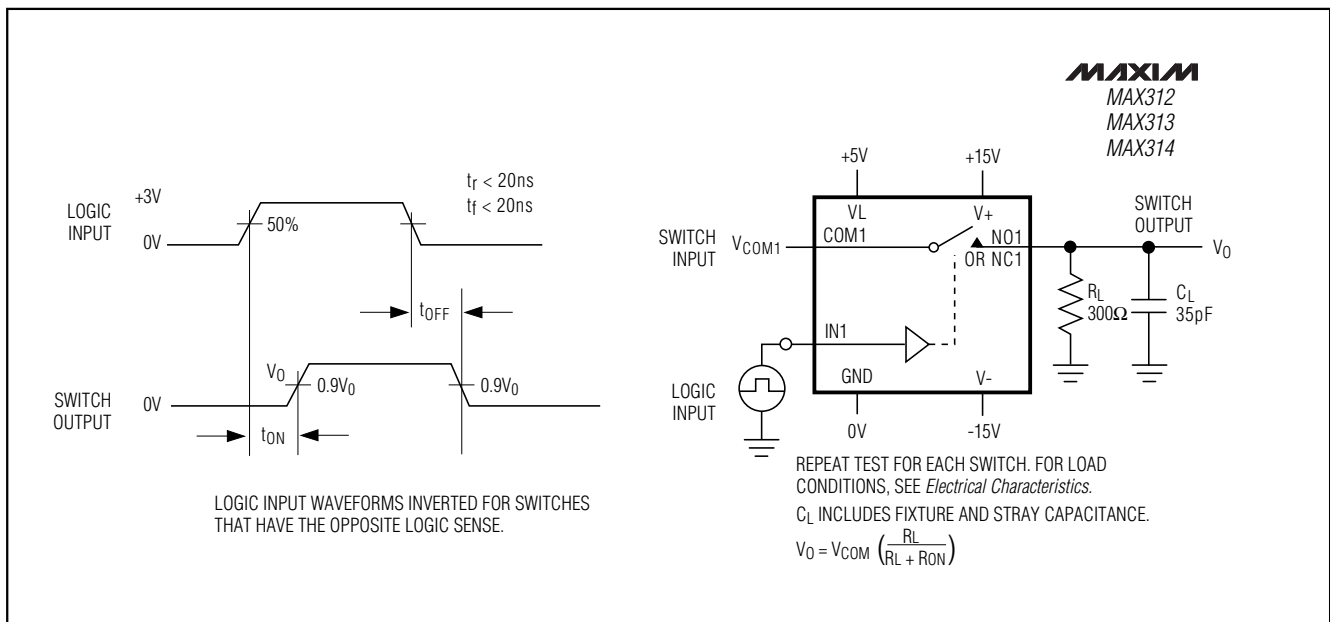 MAXIM
MAX312
MAX313
MAX314
LOGIC
INPUT
+3V
0V
50%
tr < 20ns
tf < 20ns
tOFF
SWITCH
OUTPUT
VO
0V
0.9V0
0.9V0
tON
LOGIC INPUT WAVEFORMS INVERTED FOR SWITCHES
THAT HAVE THE OPPOSITE LOGIC SENSE.
+5V
+15V
VL
V+
SWITCH
INPUT
VCOM1
COM1
NO1
OR NC1
SWITCH
OUTPUT
VO
RL
300Ω
CL
35pF
IN1
LOGIC
INPUT
GND
V-
0V
-15V
REPEAT TEST FOR EACH SWITCH. FOR LOAD
CONDITIONS, SEE Electrical Characteristics.
CL INCLUDES FIXTURE AND STRAY CAPACITANCE.
VO = VCOM (RL / RL + RON)